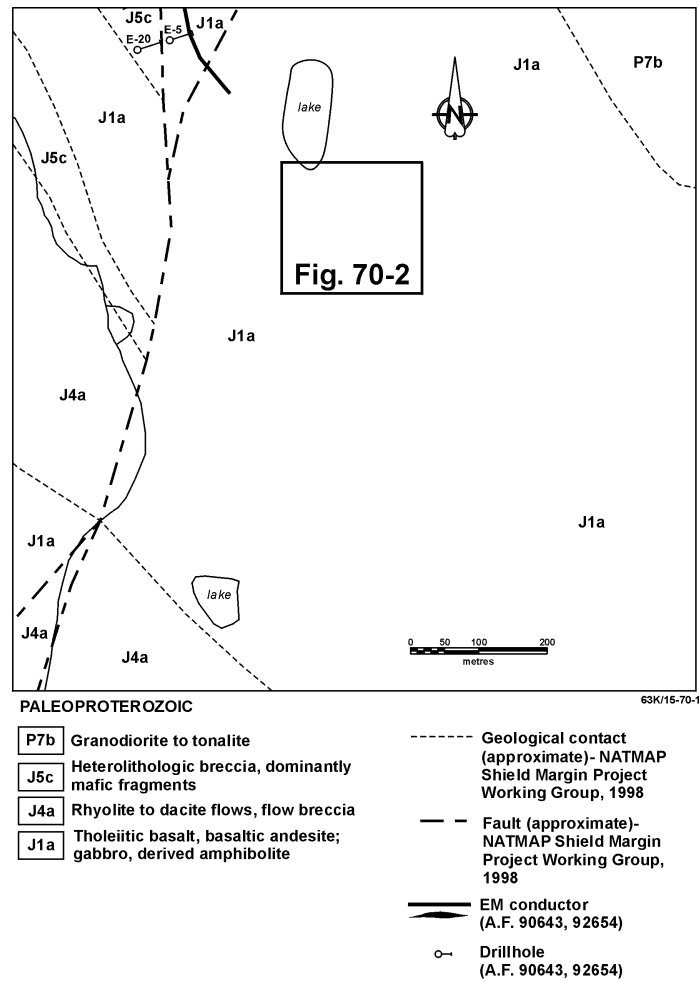 J5c
J1a
E-20
E-5
J1a
P7b
lake
N
J1a
J5c
Fig. 70-2
J1a
J4a
J1a
J1a
lake
J4a
J4a
0 50 100 200
metres
63K/15-70-1
PALEOPROTEROZOIC
P7b Granodiorite to tonalite
J5c Heterolithologic breccia, dominantly
mafic fragments
J4a Rhyolite to dacite flows, flow breccia
J1a Tholeiitic basalt, basaltic andesite;
gabbro, derived amphibolite
Geological contact
(approximate)- NATMAP
Shield Margin Project
Working Group, 1998
Fault (approximate)-
NATMAP Shield Margin
Project Working Group,
1998
EM conductor
(A.F. 90643, 92654)
Drillhole
(A.F. 90643, 92654)